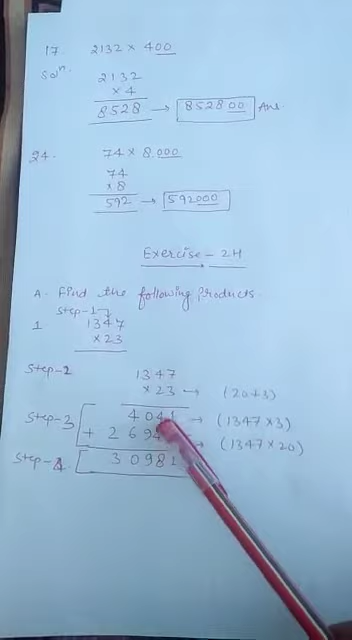 17. 2132 × 400
Solⁿ.
2132
× 4
8528 → 852800 Ans.
24. 74 × 8000
74
×8
592 → 592000
Exercise - 2H
A. Find the following Products.
Step-1 →
1 1347
×23
Step-2 1347
×23 → (20+3)
Step-3 4041 → (1347×3)
+ 269 → (1347×20)
Step-4 30981